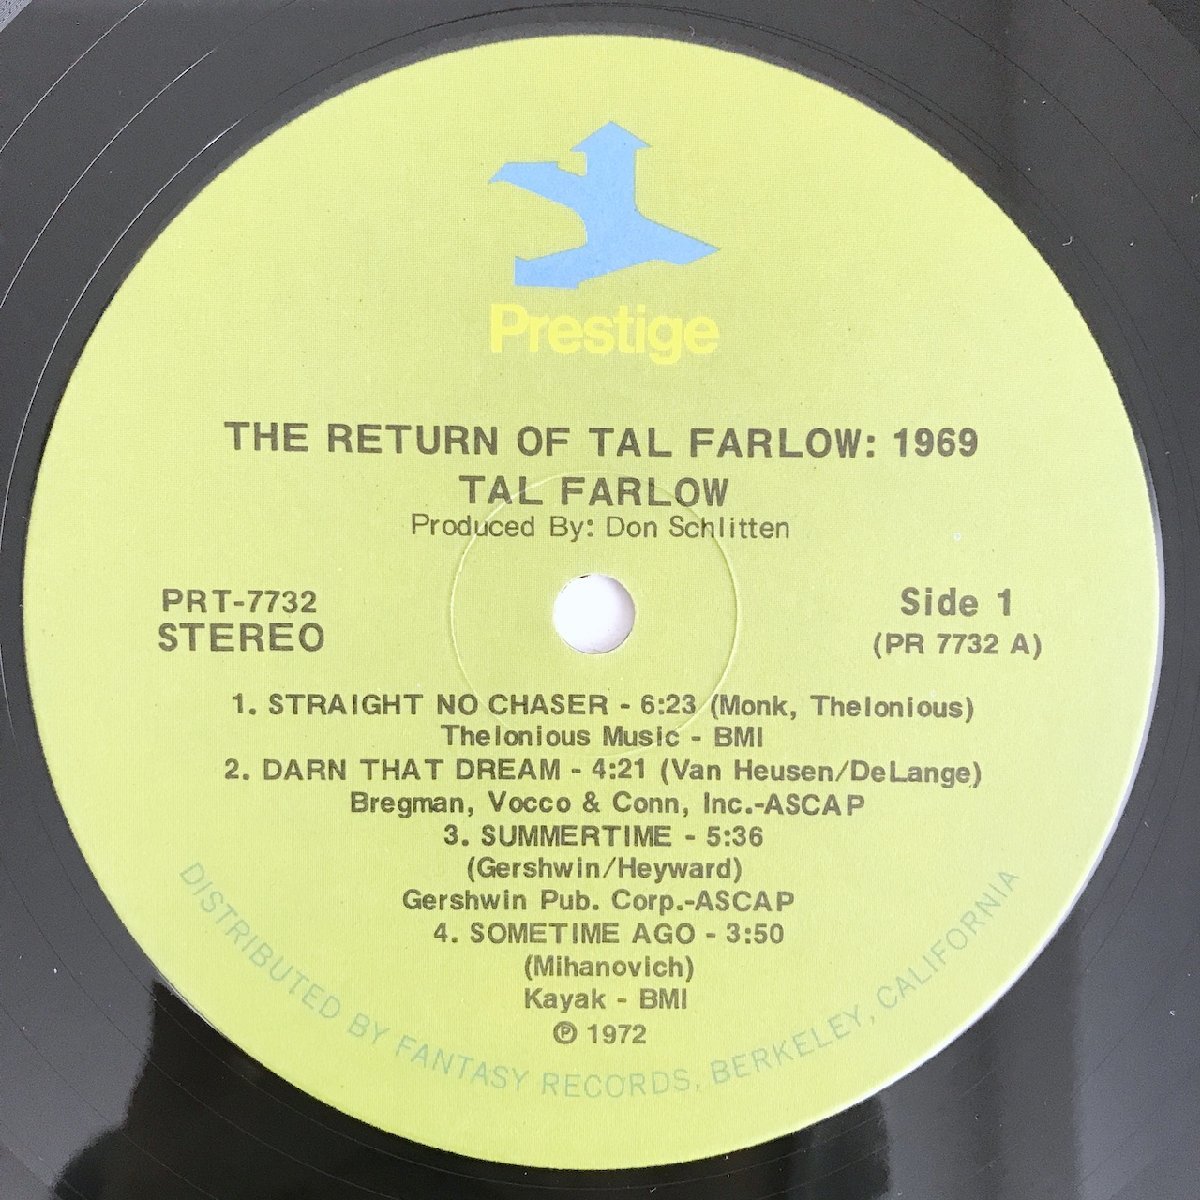 Prestige
THE RETURN OF TAL FARLOW: 1969
TAL FARLOW
Produced By: Don Schlitten
PRT-7732
STEREO
Side 1
(PR 7732 A)
1. STRAIGHT NO CHASER - 6:23 (Monk, Thelonious)
Thelonious Music - BMI
2. DARN THAT DREAM - 4:21 (Van Heusen/DeLange)
Bregman, Vocco & Conn, Inc.-ASCAP
3. SUMMERTIME - 5:36
(Gershwin/Heyward)
Gershwin Pub. Corp.-ASCAP
4. SOMETIME AGO - 3:50
(Mihanovich)
Kayak - BMI
℗ 1972
DISTRIBUTED BY FANTASY RECORDS, BERKELEY, CALIFORNIA